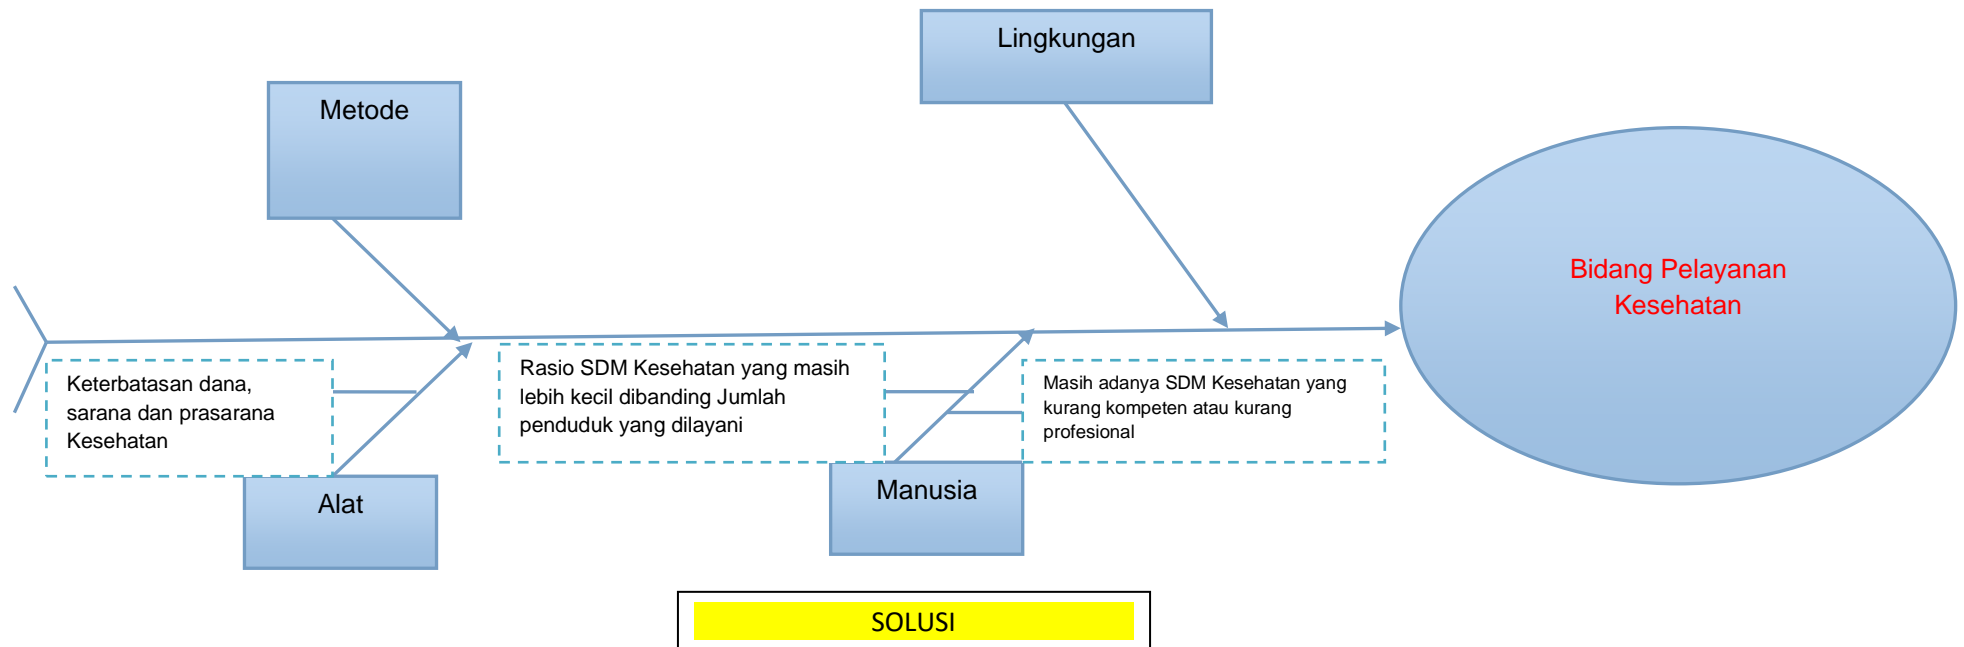 Lingkungan
Metode
Bidang Pelayanan
Kesehatan
Keterbatasan dana,
sarana dan prasarana
Kesehatan
Rasio SDM Kesehatan yang masih
lebih kecil dibanding Jumlah
penduduk yang dilayani
Masih adanya SDM Kesehatan yang
kurang kompeten atau kurang
profesional
Alat
Manusia
SOLUSI